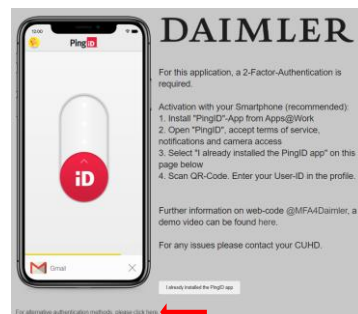 12:00
PingID
iD
Gmail
DAIMLER
For this application, a 2-Factor-Authentication is
required.
Activation with your Smartphone (recommended):
1. Install "PingID"-App from Apps@Work
2. Open "PingID", accept terms of service,
notifications and camera access
3. Select "I already installed the PingID app" on this
page below
4. Scan QR-Code. Enter your User-ID in the profile.
Further information on web-code @MFA4Daimler, a
demo video can be found here.
For any issues please contact your CUHD.
I already installed the PingID app
For alternative authentication methods, please click here